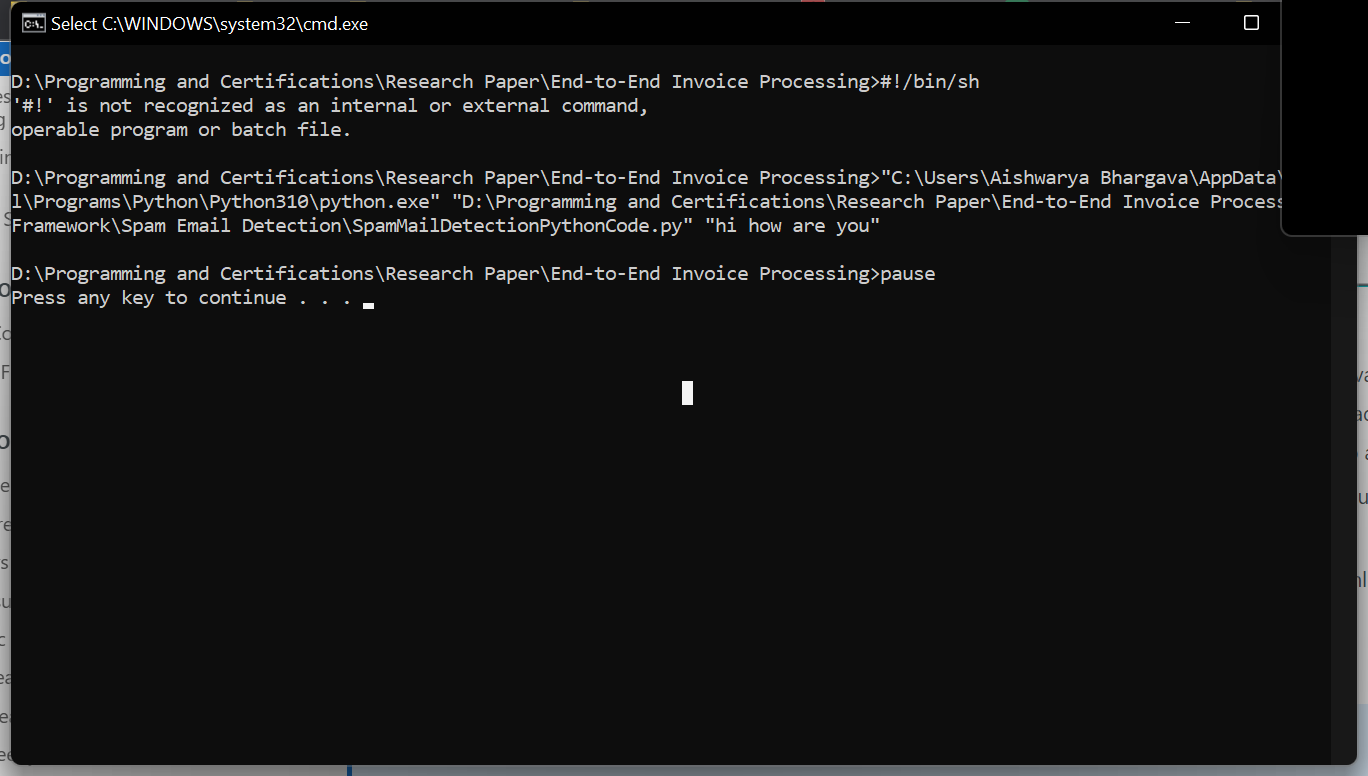 Select C:\WINDOWS\system32\cmd.exe
D:\Programming and Certifications\Research Paper\End-to-End Invoice Processing>#!/bin/sh
'#!' is not recognized as an internal or external command,
operable program or batch file.
D:\Programming and Certifications\Research Paper\End-to-End Invoice Processing>"C:\Users\Aishwarya Bhargava\AppData\
l\Programs\Python\Python310\python.exe" "D:\Programming and Certifications\Research Paper\End-to-End Invoice Process
Framework\Spam Email Detection\SpamMailDetectionPythonCode.py" "hi how are you"
D:\Programming and Certifications\Research Paper\End-to-End Invoice Processing>pause
Press any key to continue . . .